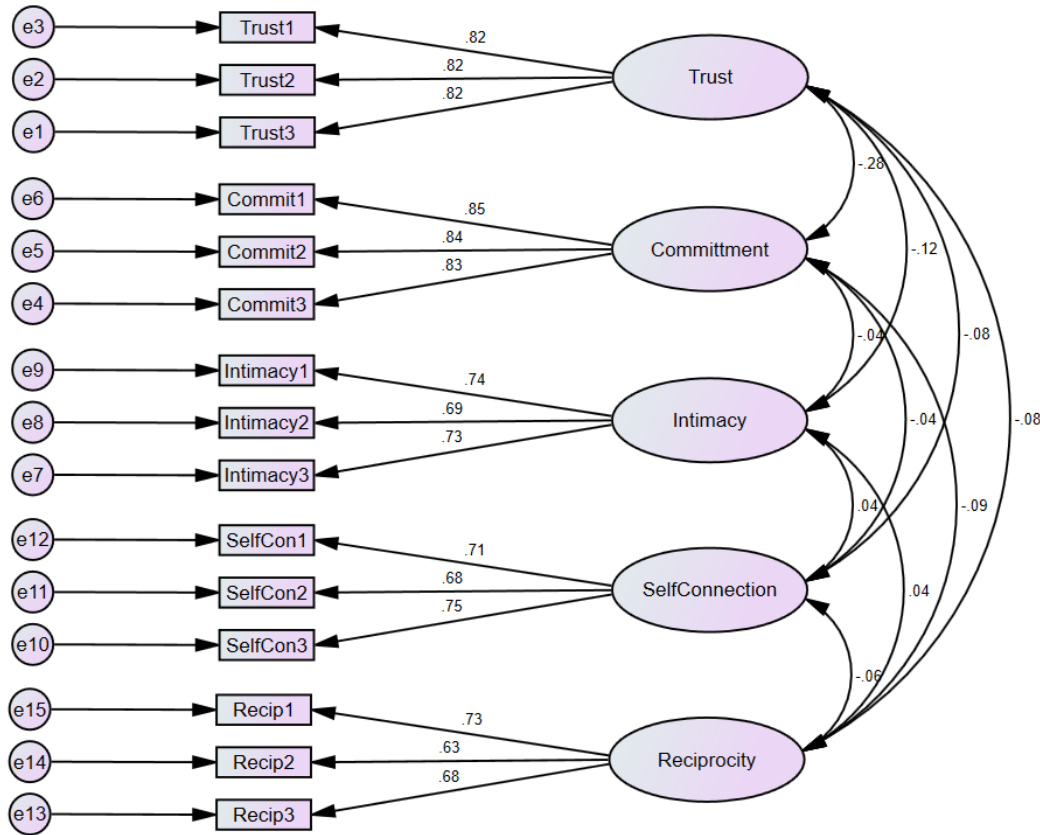 e3
Trust1
.82
Trust
e2
Trust2
.82
e1
Trust3
.82
-.28
e6
Commit1
.85
Committment
-.12
e5
Commit2
.84
e4
Commit3
.83
-.04
-.08
e9
Intimacy1
.74
Intimacy
-.04
-.08
e8
Intimacy2
.69
e7
Intimacy3
.73
.04
-.09
e12
SelfCon1
.71
SelfConnection
.04
e11
SelfCon2
.68
e10
SelfCon3
.75
-.06
e15
Recip1
.73
Reciprocity
e14
Recip2
.63
e13
Recip3
.68